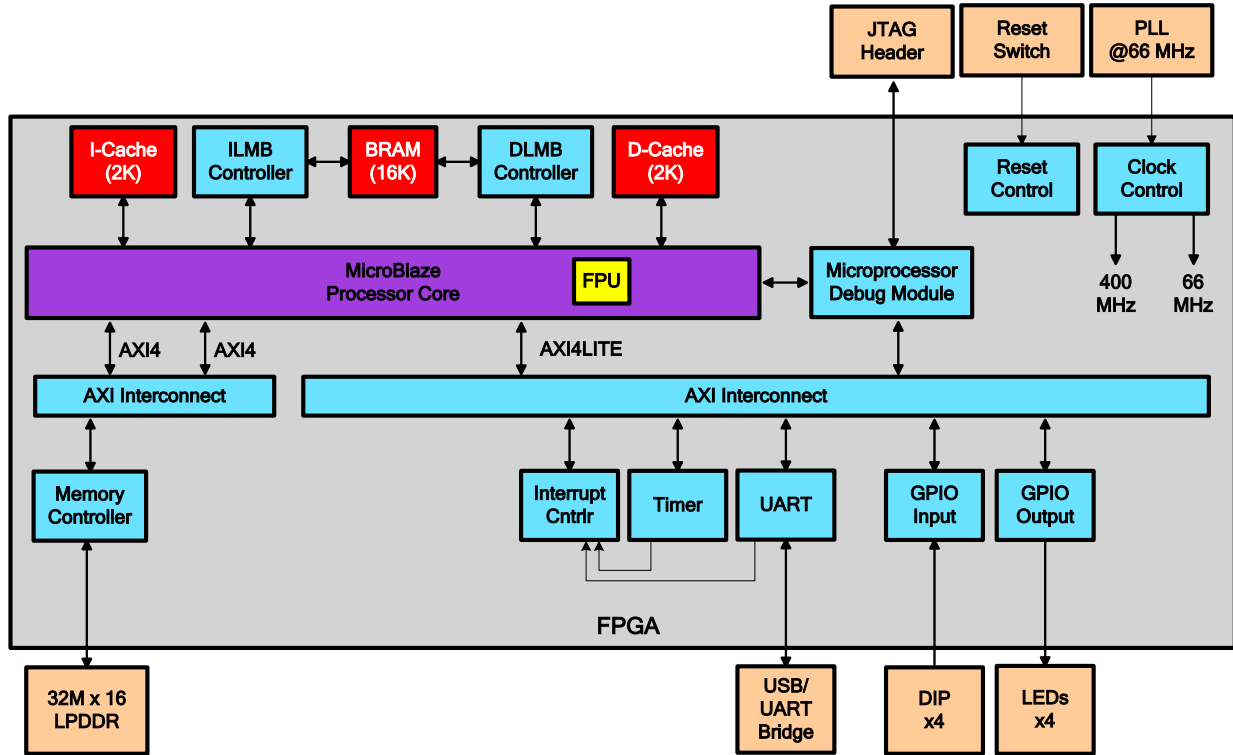 JTAG
Header
Reset
Switch
PLL
@66 MHz
I-Cache
(2K)
ILMB
Controller
BRAM
(16K)
DLMB
Controller
D-Cache
(2K)
Reset
Control
Clock
Control
MicroBlaze
Processor Core
FPU
Microprocessor
Debug Module
400
MHz
66
MHz
AXI4
AXI4
AXI4LITE
AXI Interconnect
AXI Interconnect
Memory
Controller
Interrupt
Cntrlr
Timer
UART
GPIO
Input
GPIO
Output
FPGA
32M x 16
LPDDR
USB/
UART
Bridge
DIP
x4
LEDs
x4